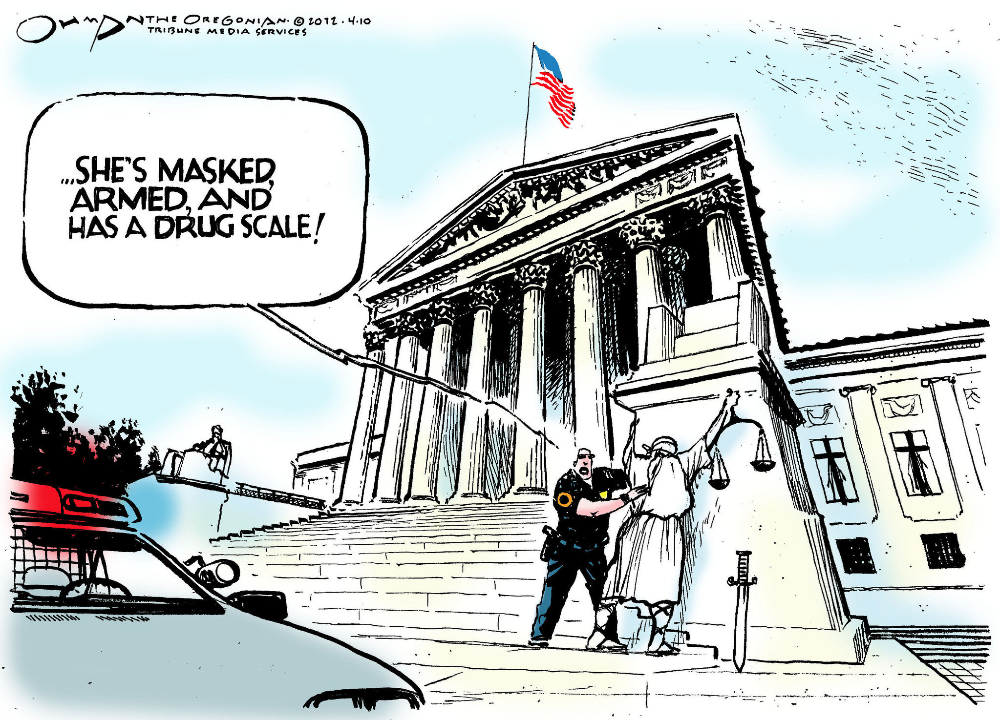 OHMAN THE OREGONIAN. © 2012. 4.10
TRIBUNE MEDIA SERVICES
...SHE'S MASKED,
ARMED, AND
HAS A DRUG SCALE!